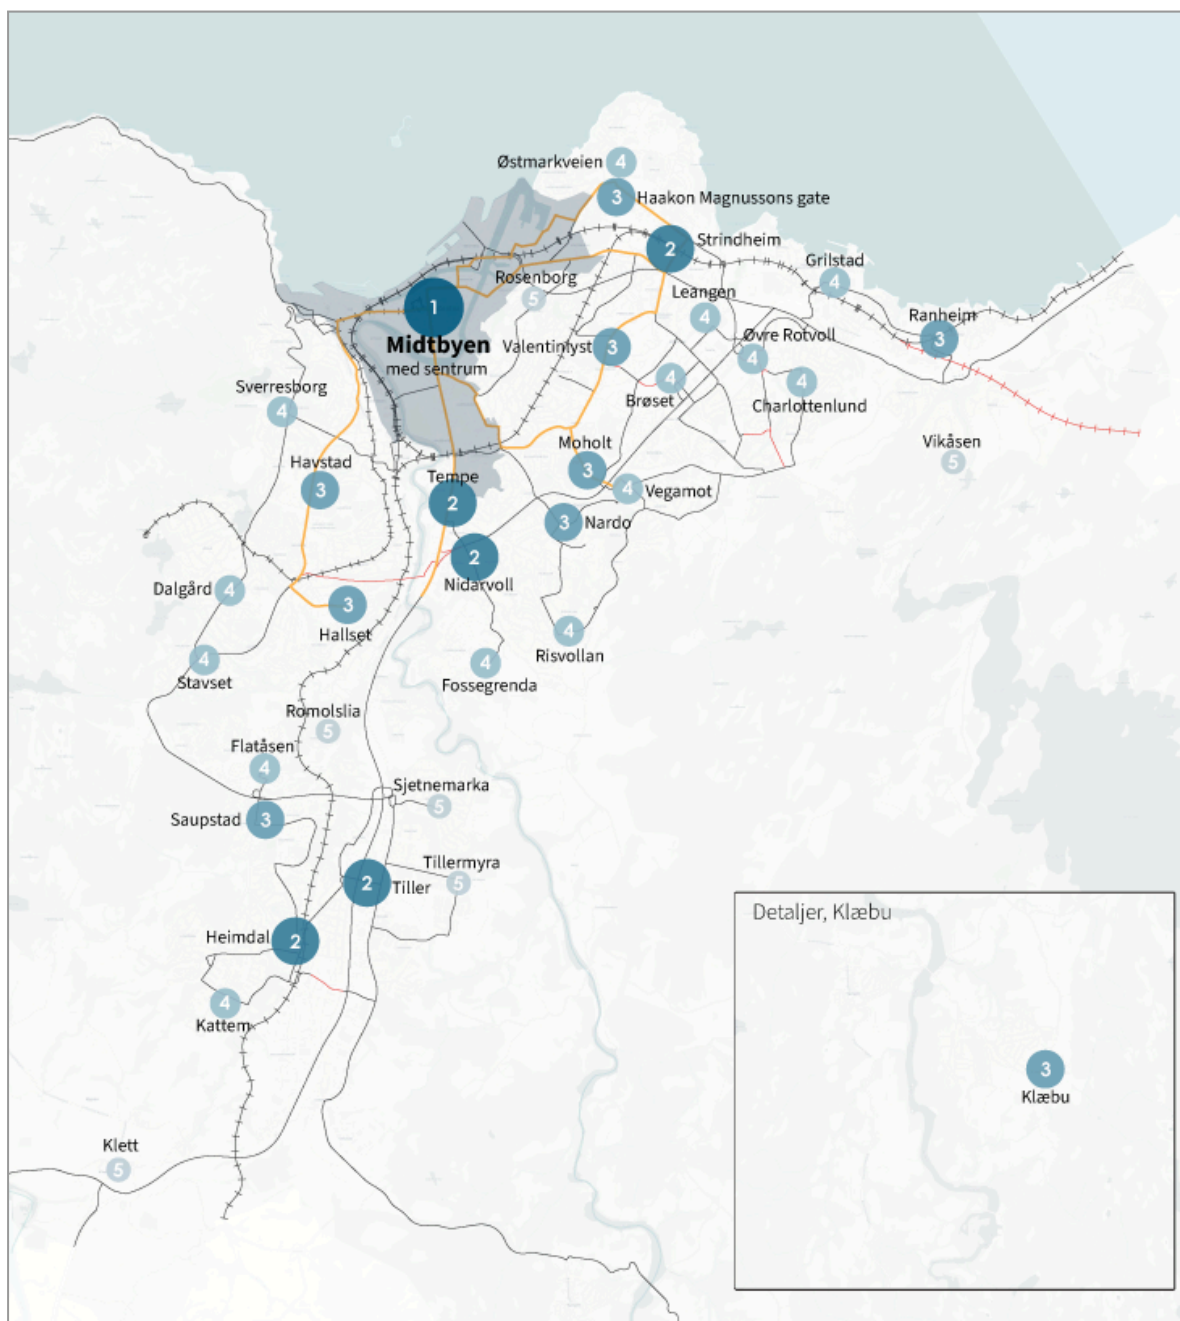 Østmarkveien 4
3 Haakon Magnussons gate
2 Strindheim
Grilstad
4
Rosenborg
5
Leangen
4
1
Midtbyen
med sentrum
Ranheim
3
Valentinlyst 3
Øvre Rotvoll
4
Brøset
4
Charlottenlund
4
Sverresborg
4
Vikåsen
5
Moholt
3
Havstad
3
Tempe
2
4 Vegamot
3 Nardo
2
Nidarvoll
Dalgård 4
3
Hallset
4
Risvollan
4
Stavset
4
Fossegrenda
Romolslia
5
Flatåsen
4
Sjetnemarka
5
Saupstad 3
Tillermyra
5
2 Tiller
Heimdal 2
4
Kattem
Klett
5
Detaljer, Klæbu
3
Klæbu